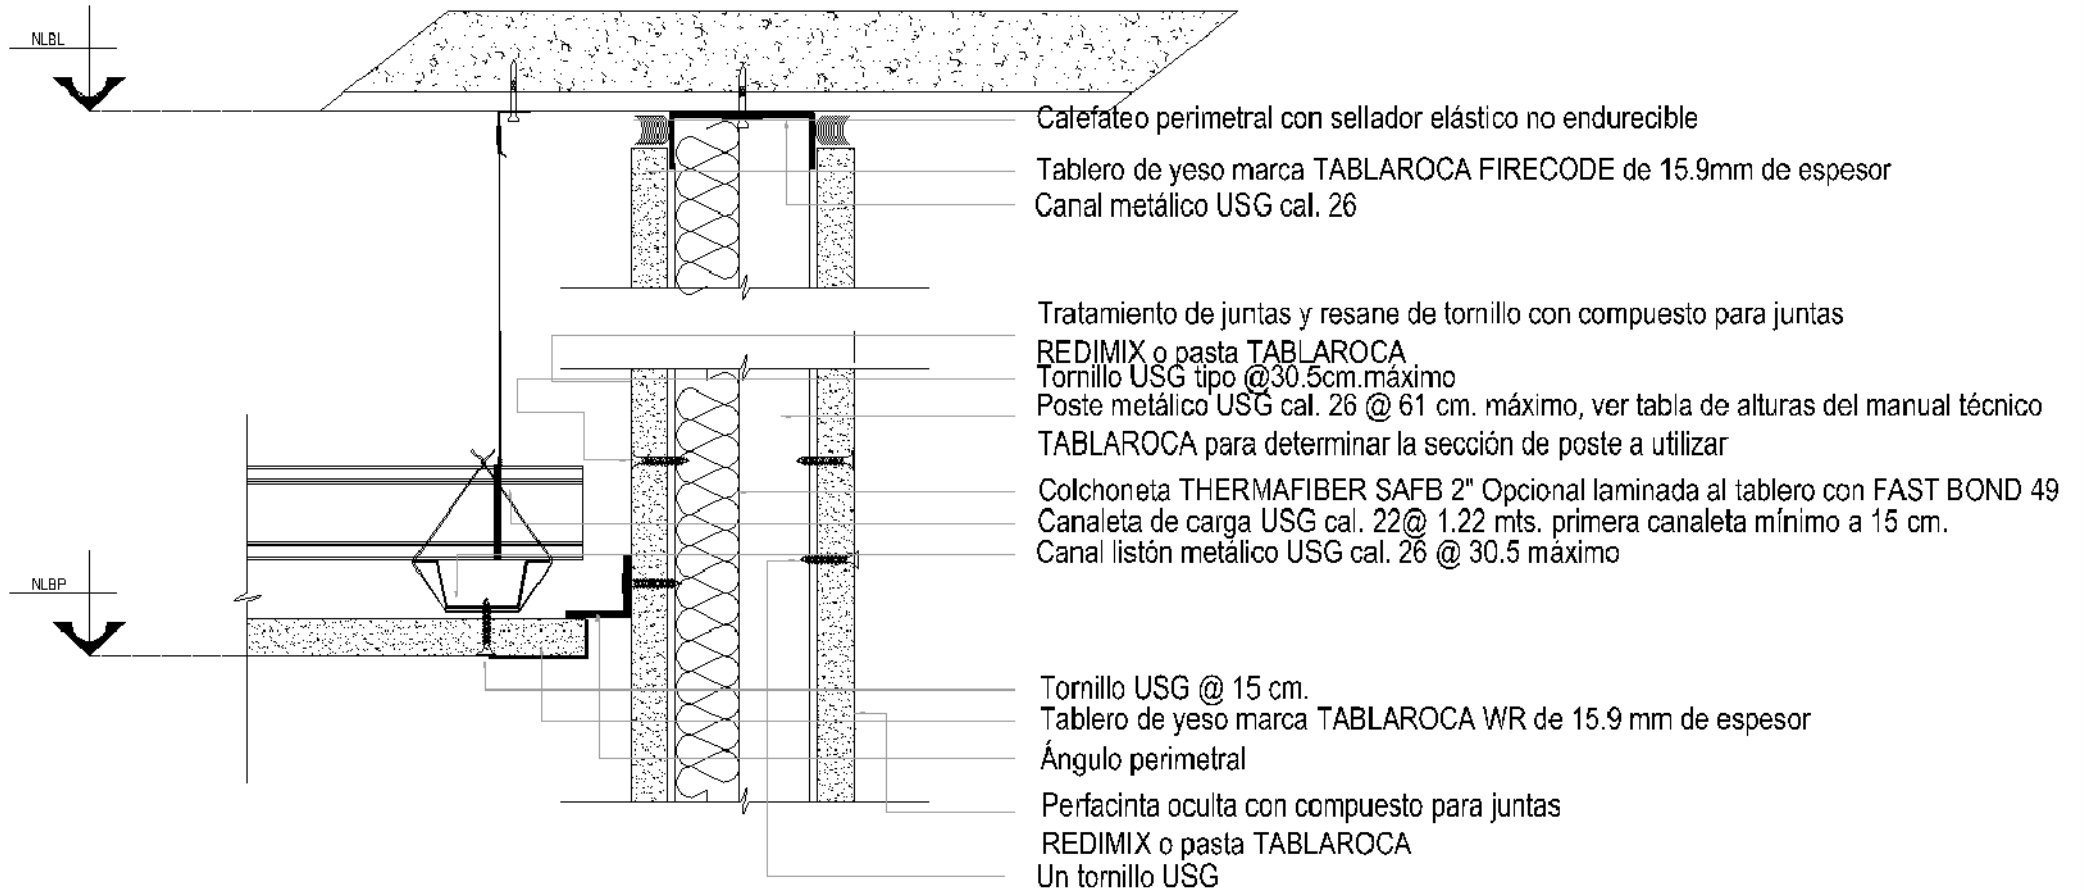 NLBL
Calefateo perimetral con sellador elástico no endurecible
Tablero de yeso marca TABLAROCA FIRECODE de 15.9mm de espesor
Canal metálico USG cal. 26
Tratamiento de juntas y resane de tornillo con compuesto para juntas
REDIMIX o pasta TABLAROCA
Tornillo USG tipo @30.5cm.máximo
Poste metálico USG cal. 26 @ 61 cm. máximo, ver tabla de alturas del manual técnico
TABLAROCA para determinar la sección de poste a utilizar
Colchoneta THERMAFIBER SAFB 2" Opcional laminada al tablero con FAST BOND 49
Canaleta de carga USG cal. 22@ 1.22 mts. primera canaleta mínimo a 15 cm.
Canal listón metálico USG cal. 26 @ 30.5 máximo
NLBP
Tornillo USG @ 15 cm.
Tablero de yeso marca TABLAROCA WR de 15.9 mm de espesor
Ángulo perimetral
Perfacinta oculta con compuesto para juntas
REDIMIX o pasta TABLAROCA
Un tornillo USG